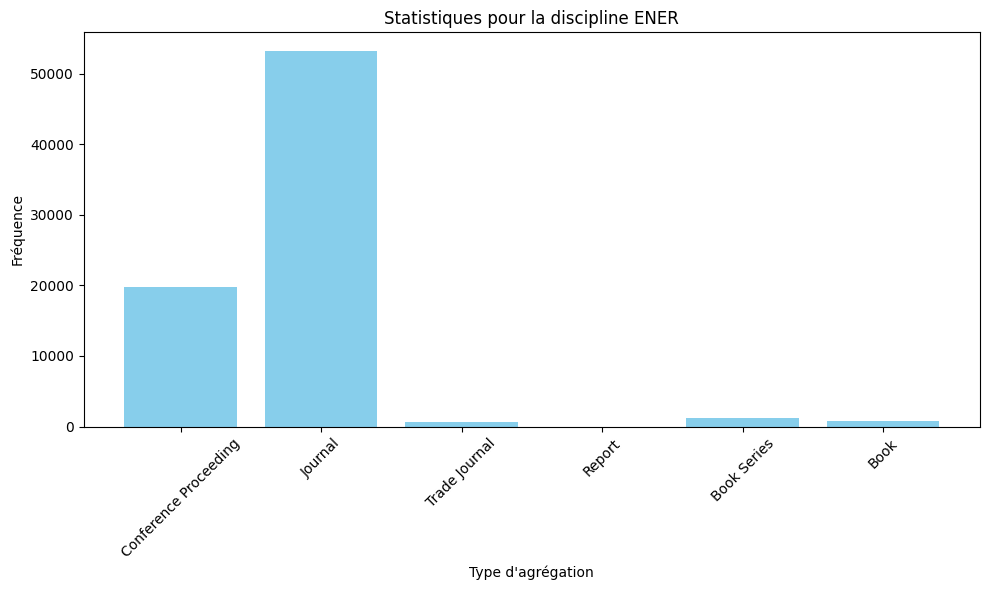 Statistiques pour la discipline ENER
Fréquence
50000
40000
30000
20000
10000
0
Conference Proceeding
Journal
Trade Journal
Report
Book Series
Book
Type d'agrégation